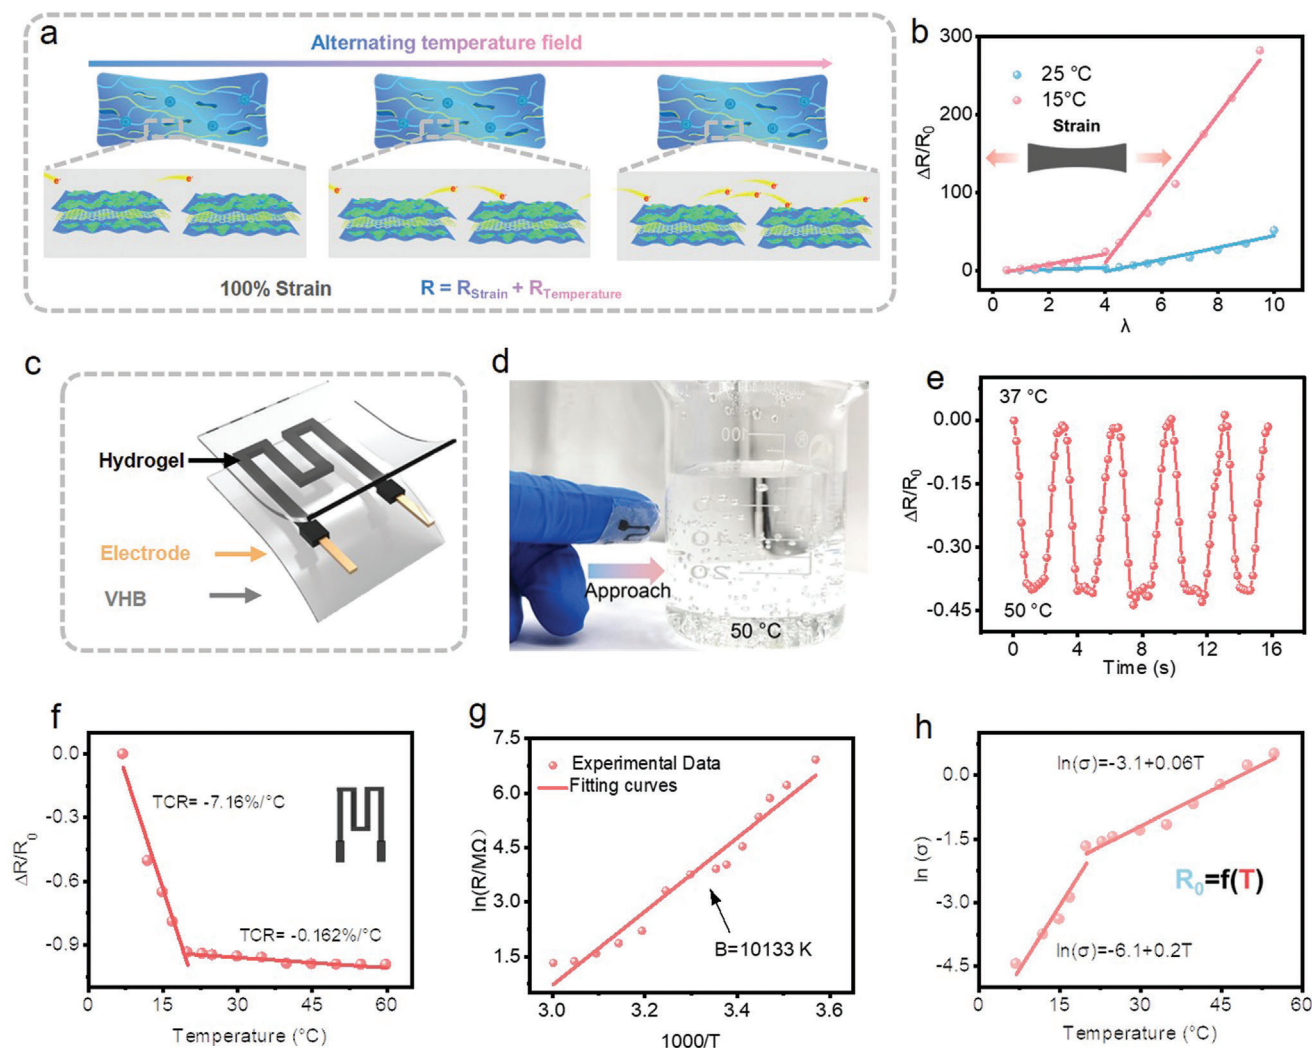 a
Alternating temperature field
e⁻ e⁻ e⁻ e⁻ e⁻ e⁻ e⁻ e⁻
100% Strain
R = R_Strain + R_Temperature
b
300
200
100
0
ΔR/R₀
25 °C
15°C
Strain
0 2 4 6 8 10
λ
c
Hydrogel
Electrode
VHB
d
100
40
20
Approach
50 °C
e
0.00
-0.15
-0.30
-0.45
ΔR/R₀
37 °C
50 °C
0 4 8 12 16
Time (s)
f
0.0
-0.3
-0.6
-0.9
ΔR/R₀
TCR= -7.16%/°C
TCR= -0.162%/°C
0 15 30 45 60
Temperature (°C)
g
7.5
6.0
4.5
3.0
1.5
ln(R/MΩ)
Experimental Data
Fitting curves
B=10133 K
3.0 3.2 3.4 3.6
1000/T
h
0.0
-1.5
-3.0
-4.5
ln (σ)
ln(σ)=-3.1+0.06T
R₀=f(T)
ln(σ)=-6.1+0.2T
0 15 30 45 60
Temperature (°C)